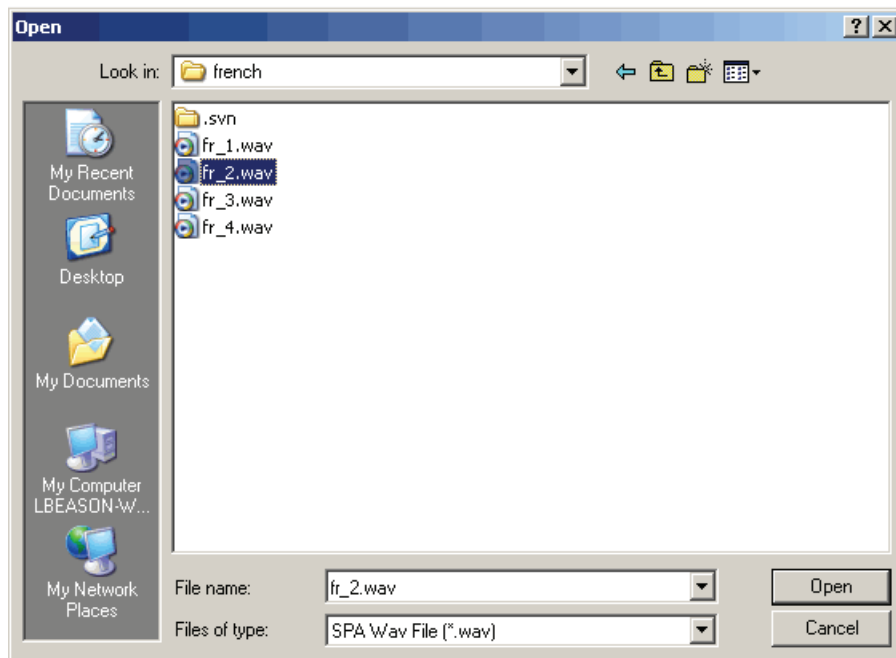 Open
Look in:
french
My Recent
Documents
Desktop
My Documents
My Computer
LBEASON-W...
My Network
Places
.svn
fr_1.wav
fr_2.wav
fr_3.wav
fr_4.wav
File name:
fr_2.wav
Open
Files of type:
SPA Wav File (*.wav)
Cancel